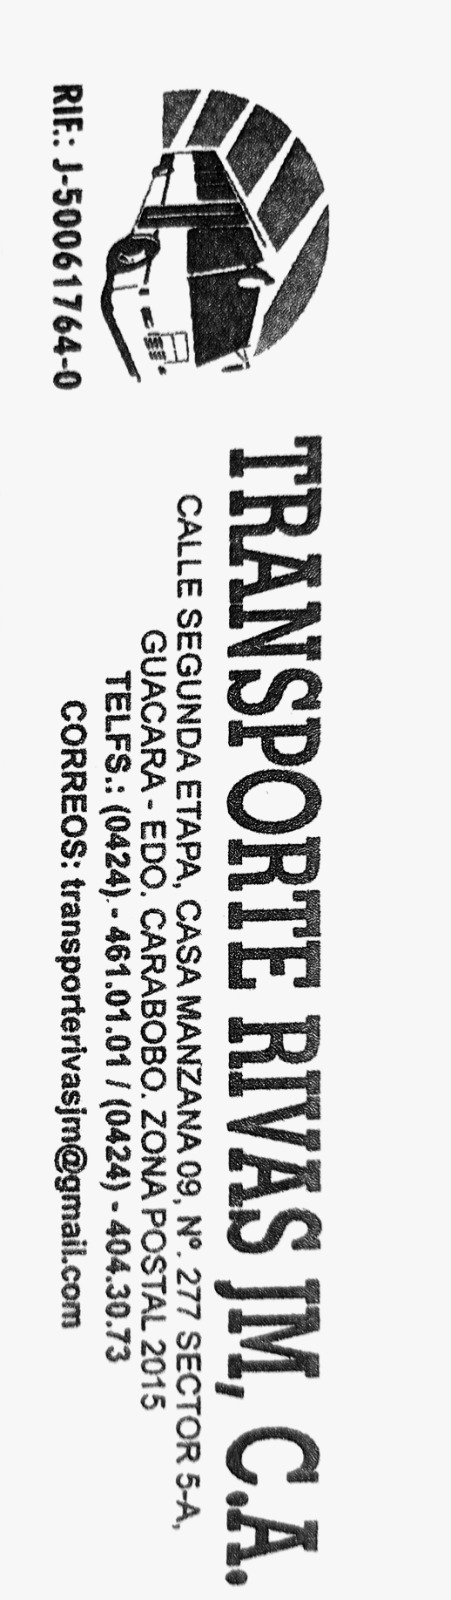 TRANSPORTE RIVAS JM, C.A.
CALLE SEGUNDA ETAPA, CASA MANZANA 09, Nº. 277 SECTOR 5-A,
GUACARA - EDO. CARABOBO. ZONA POSTAL 2015
TELFS.: (0424).- 461.01.01 / (0424) - 404.30.73
CORREOS: transporterivasjm@gmail.com
RIF.: J-50061764-0